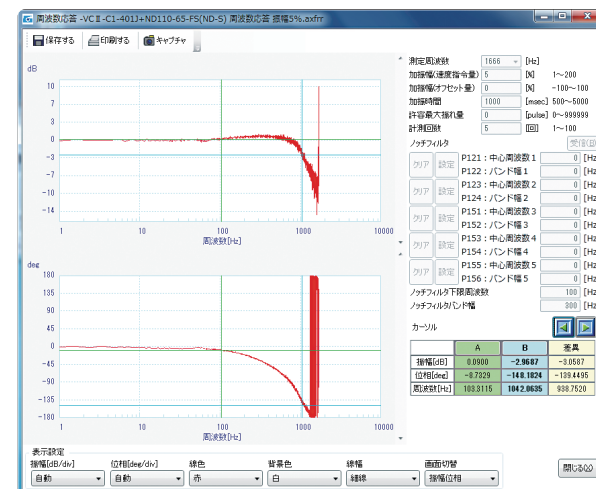 周波数応答 -VCⅡ-C1-401J+ND110-65-FS(ND-S) 周波数応答 振幅5%.axfrr
保存する 印刷する キャプチャ
dB
10
7
3
0
-3
-7
-10
-14
1 10 100 1000 10000
周波数[Hz]
deg
180
135
90
45
0
-45
-90
-135
-180
1 10 100 1000 10000
周波数[Hz]
測定周波数 1666 [Hz]
加振幅(速度指令量) 5 [%] 1~200
加振幅(オフセット量) 0 [%] -100~100
加振時間 1000 [msec] 500~5000
許容最大振れ量 0 [pulse] 0~999999
計測回数 5 [回] 1~100
ノッチフィルタ 受信(R)
クリア 設定 P121:中心周波数1 0 [Hz
P122:バンド幅1 0 [Hz
クリア 設定 P123:中心周波数2 0 [Hz
P124:バンド幅2 0 [Hz
クリア 設定 P151:中心周波数3 0 [Hz
P152:バンド幅3 0 [Hz
クリア 設定 P153:中心周波数4 0 [Hz
P154:バンド幅4 0 [Hz
クリア 設定 P155:中心周波数5 0 [Hz
P156:バンド幅5 0 [Hz
ノッチフィルタ下限周波数 100 [Hz
ノッチフィルタバンド幅 300 [Hz
カーソル
A B 差異
振幅[dB] 0.0900 -2.9687 -3.0587
位相[deg] -8.7329 -148.1824 -139.4495
周波数[Hz] 103.3115 1042.0635 938.7520
表示設定
振幅[dB/div] 位相[deg/div] 線色 背景色 線幅 画面切替
自動 自動 赤 白 細線 振幅位相
閉じる(X)